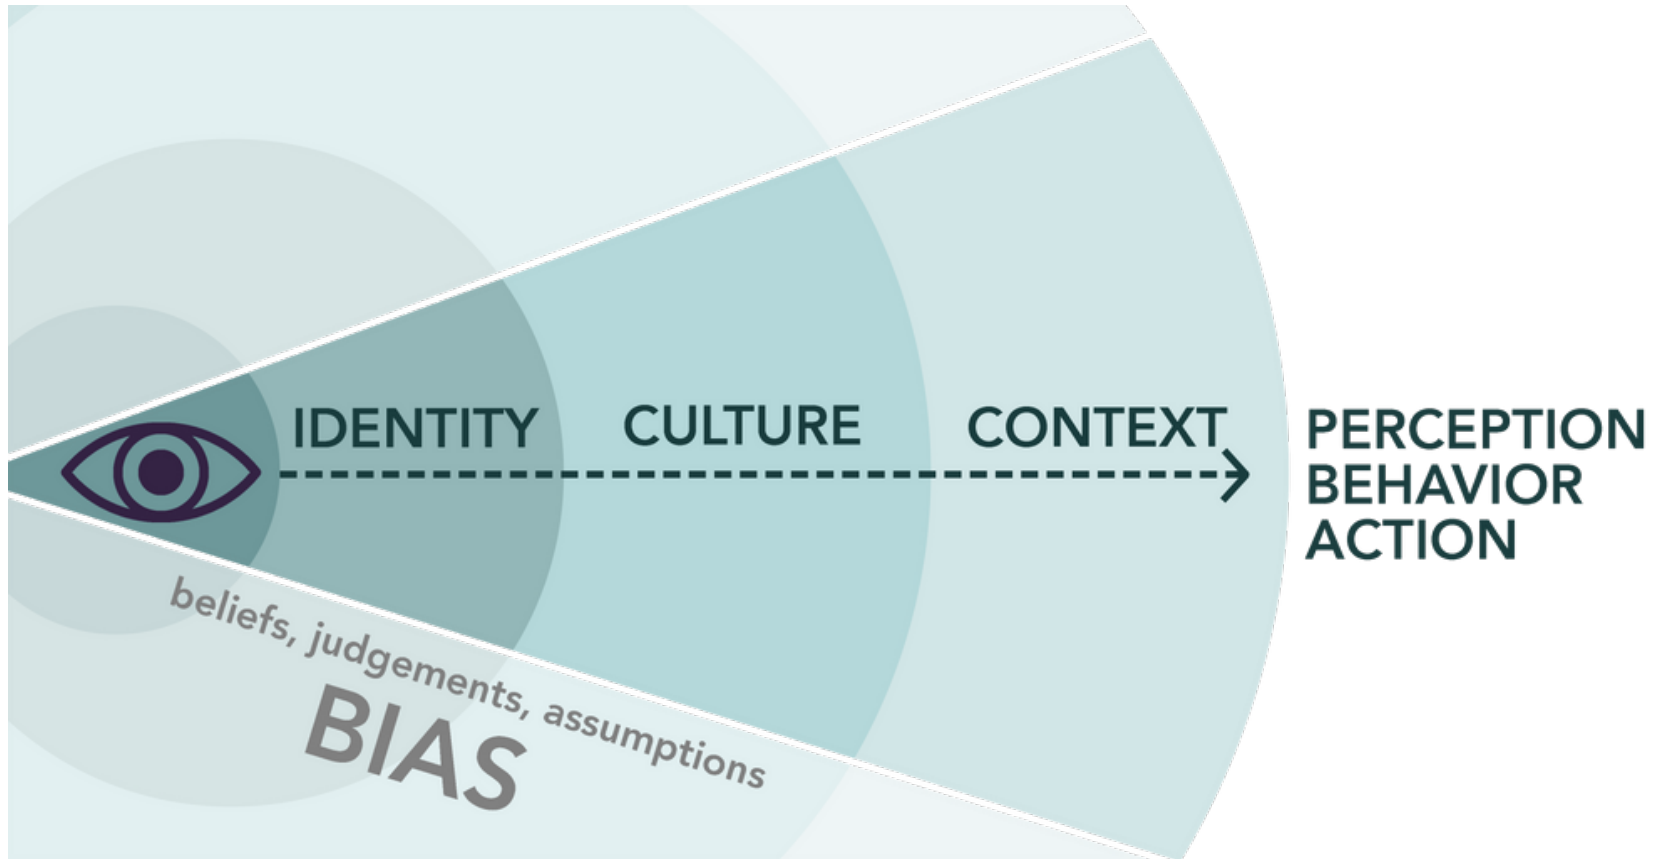 IDENTITY
CULTURE
CONTEXT
PERCEPTION
BEHAVIOR
ACTION
beliefs, judgements, assumptions
BIAS